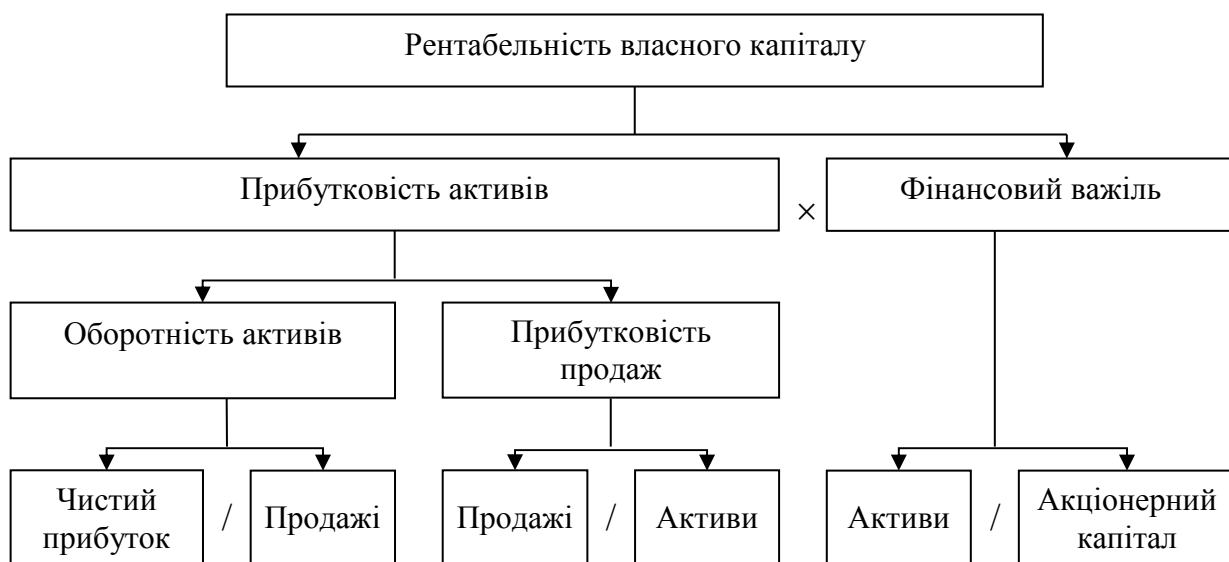 Рентабельність власного капіталу
Прибутковість активів
×
Фінансовий важіль
Оборотність активів
Прибутковість
продаж
Чистий
прибуток
/
Продажі
Продажі
/
Активи
Активи
/
Акціонерний
капітал